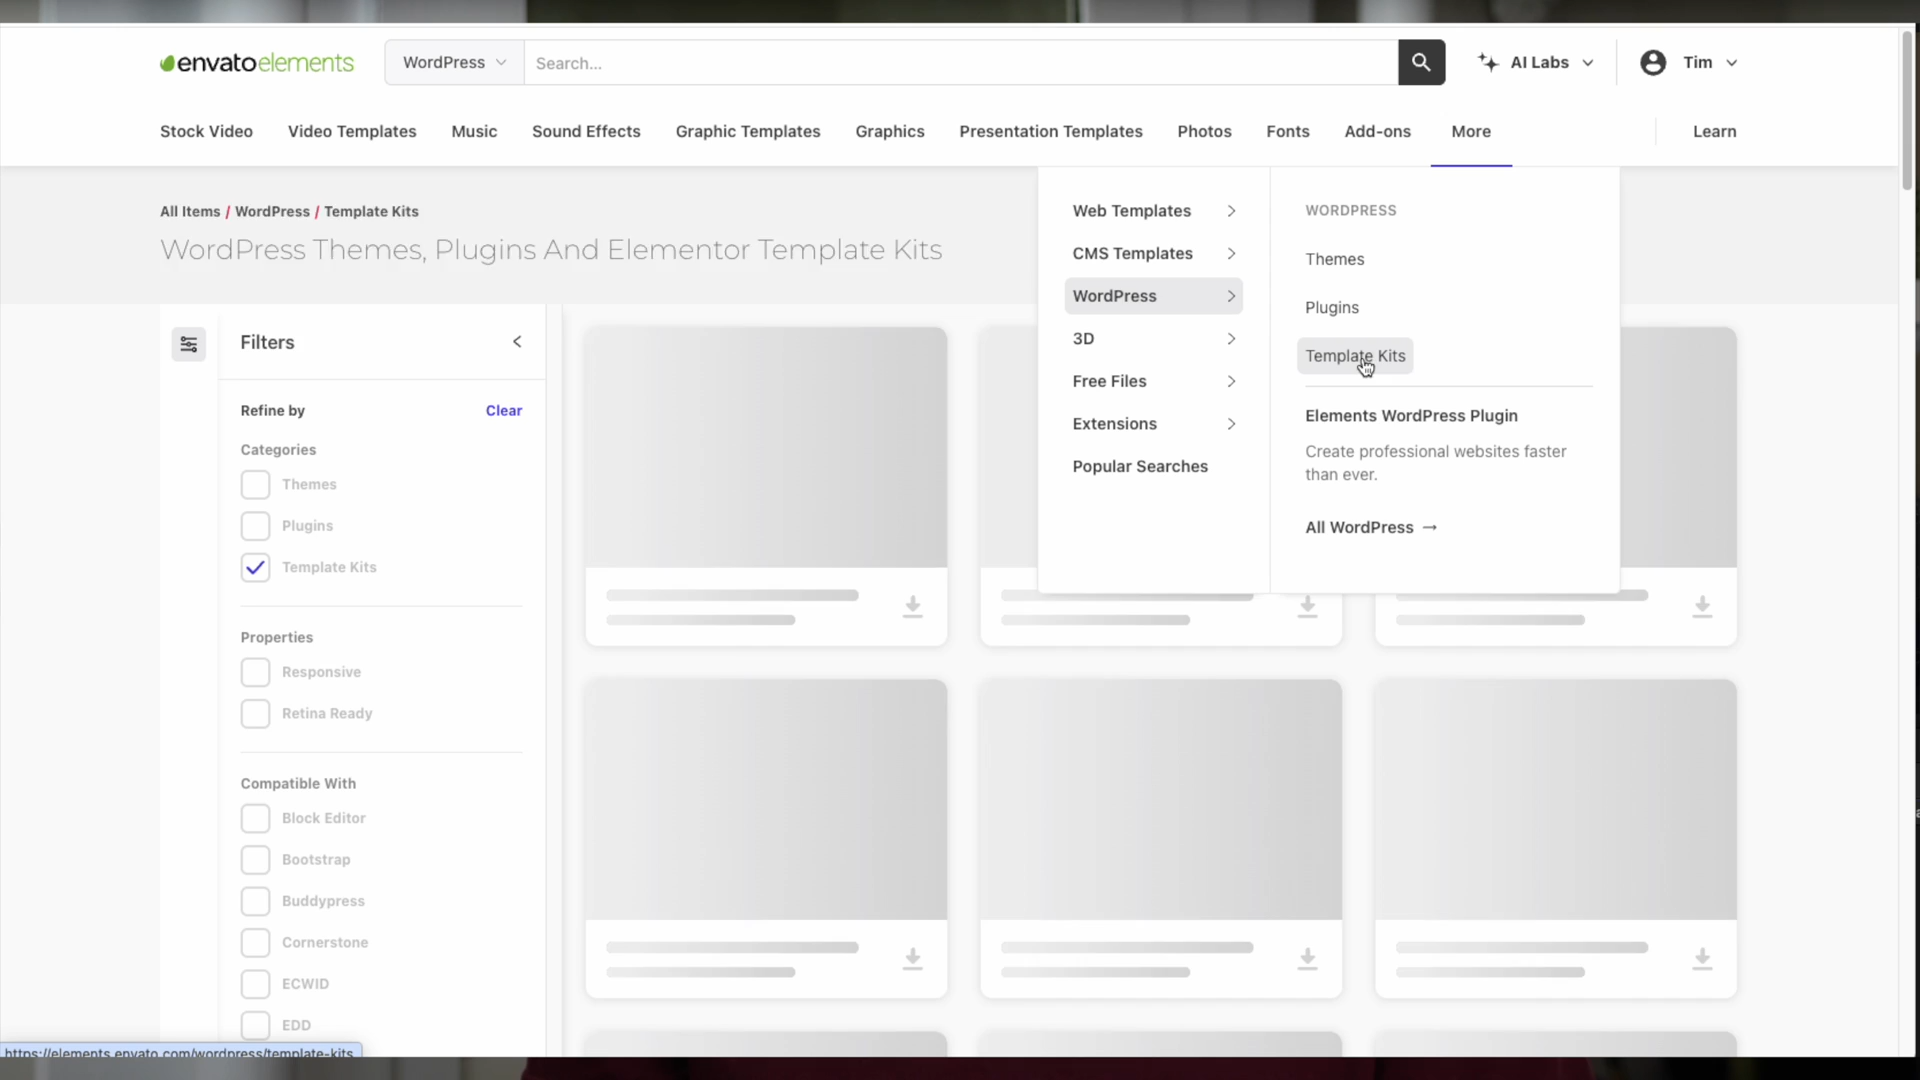 envatoelements
WordPress
Search...
AI Labs
Tim
Stock Video
Video Templates
Music
Sound Effects
Graphic Templates
Graphics
Presentation Templates
Photos
Fonts
Add-ons
More
Learn
All Items / WordPress / Template Kits
WordPress Themes, Plugins And Elementor Template Kits
Web Templates
CMS Templates
WordPress
3D
Free Files
Extensions
Popular Searches
WORDPRESS
Themes
Plugins
Template Kits
Elements WordPress Plugin
Create professional websites faster
than ever.
All WordPress →
Filters
Refine by
Clear
Categories
Themes
Plugins
Template Kits
Properties
Responsive
Retina Ready
Compatible With
Block Editor
Bootstrap
Buddypress
Cornerstone
ECWID
EDD
https://elements.envato.com/wordpress/template-kits